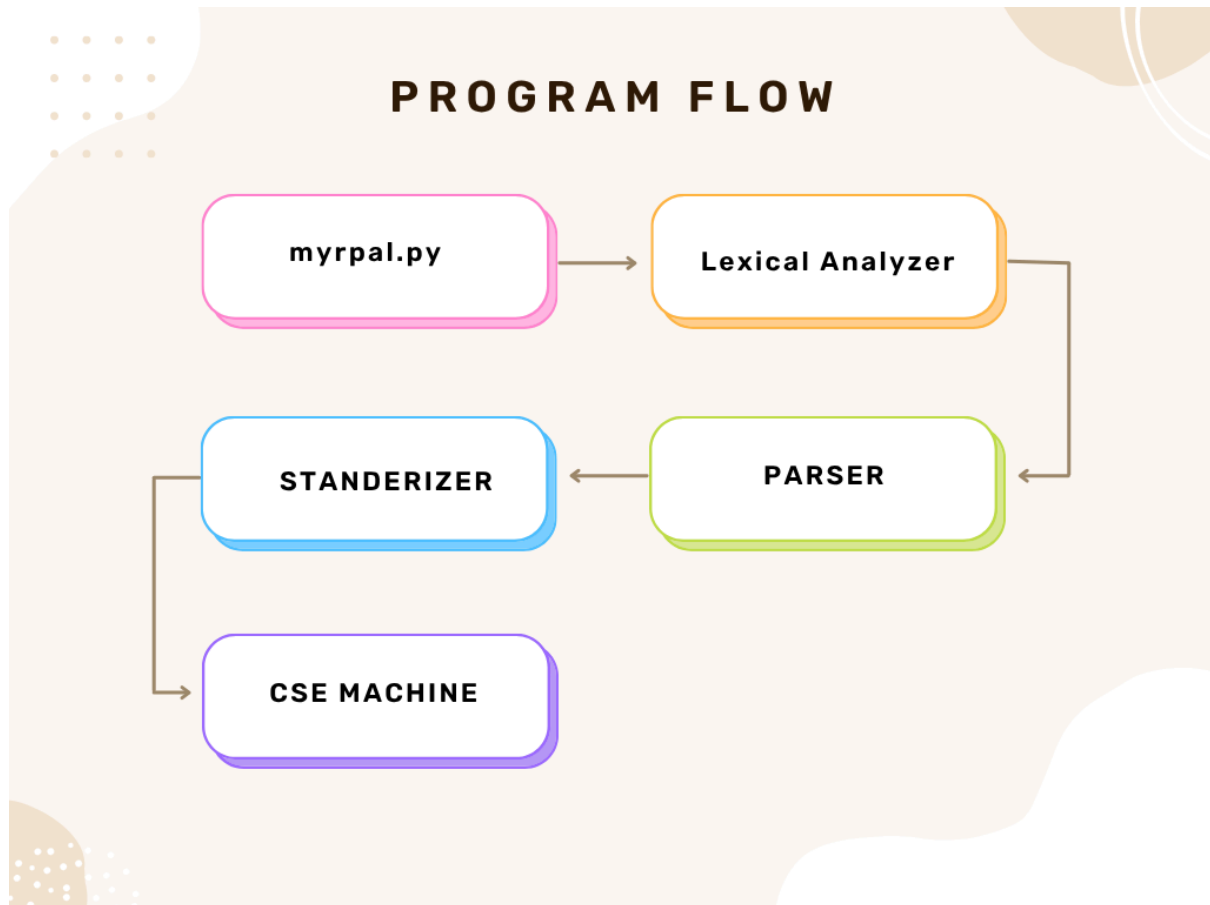 PROGRAM FLOW
myrpal.py
Lexical Analyzer
PARSER
STANDERIZER
CSE MACHINE